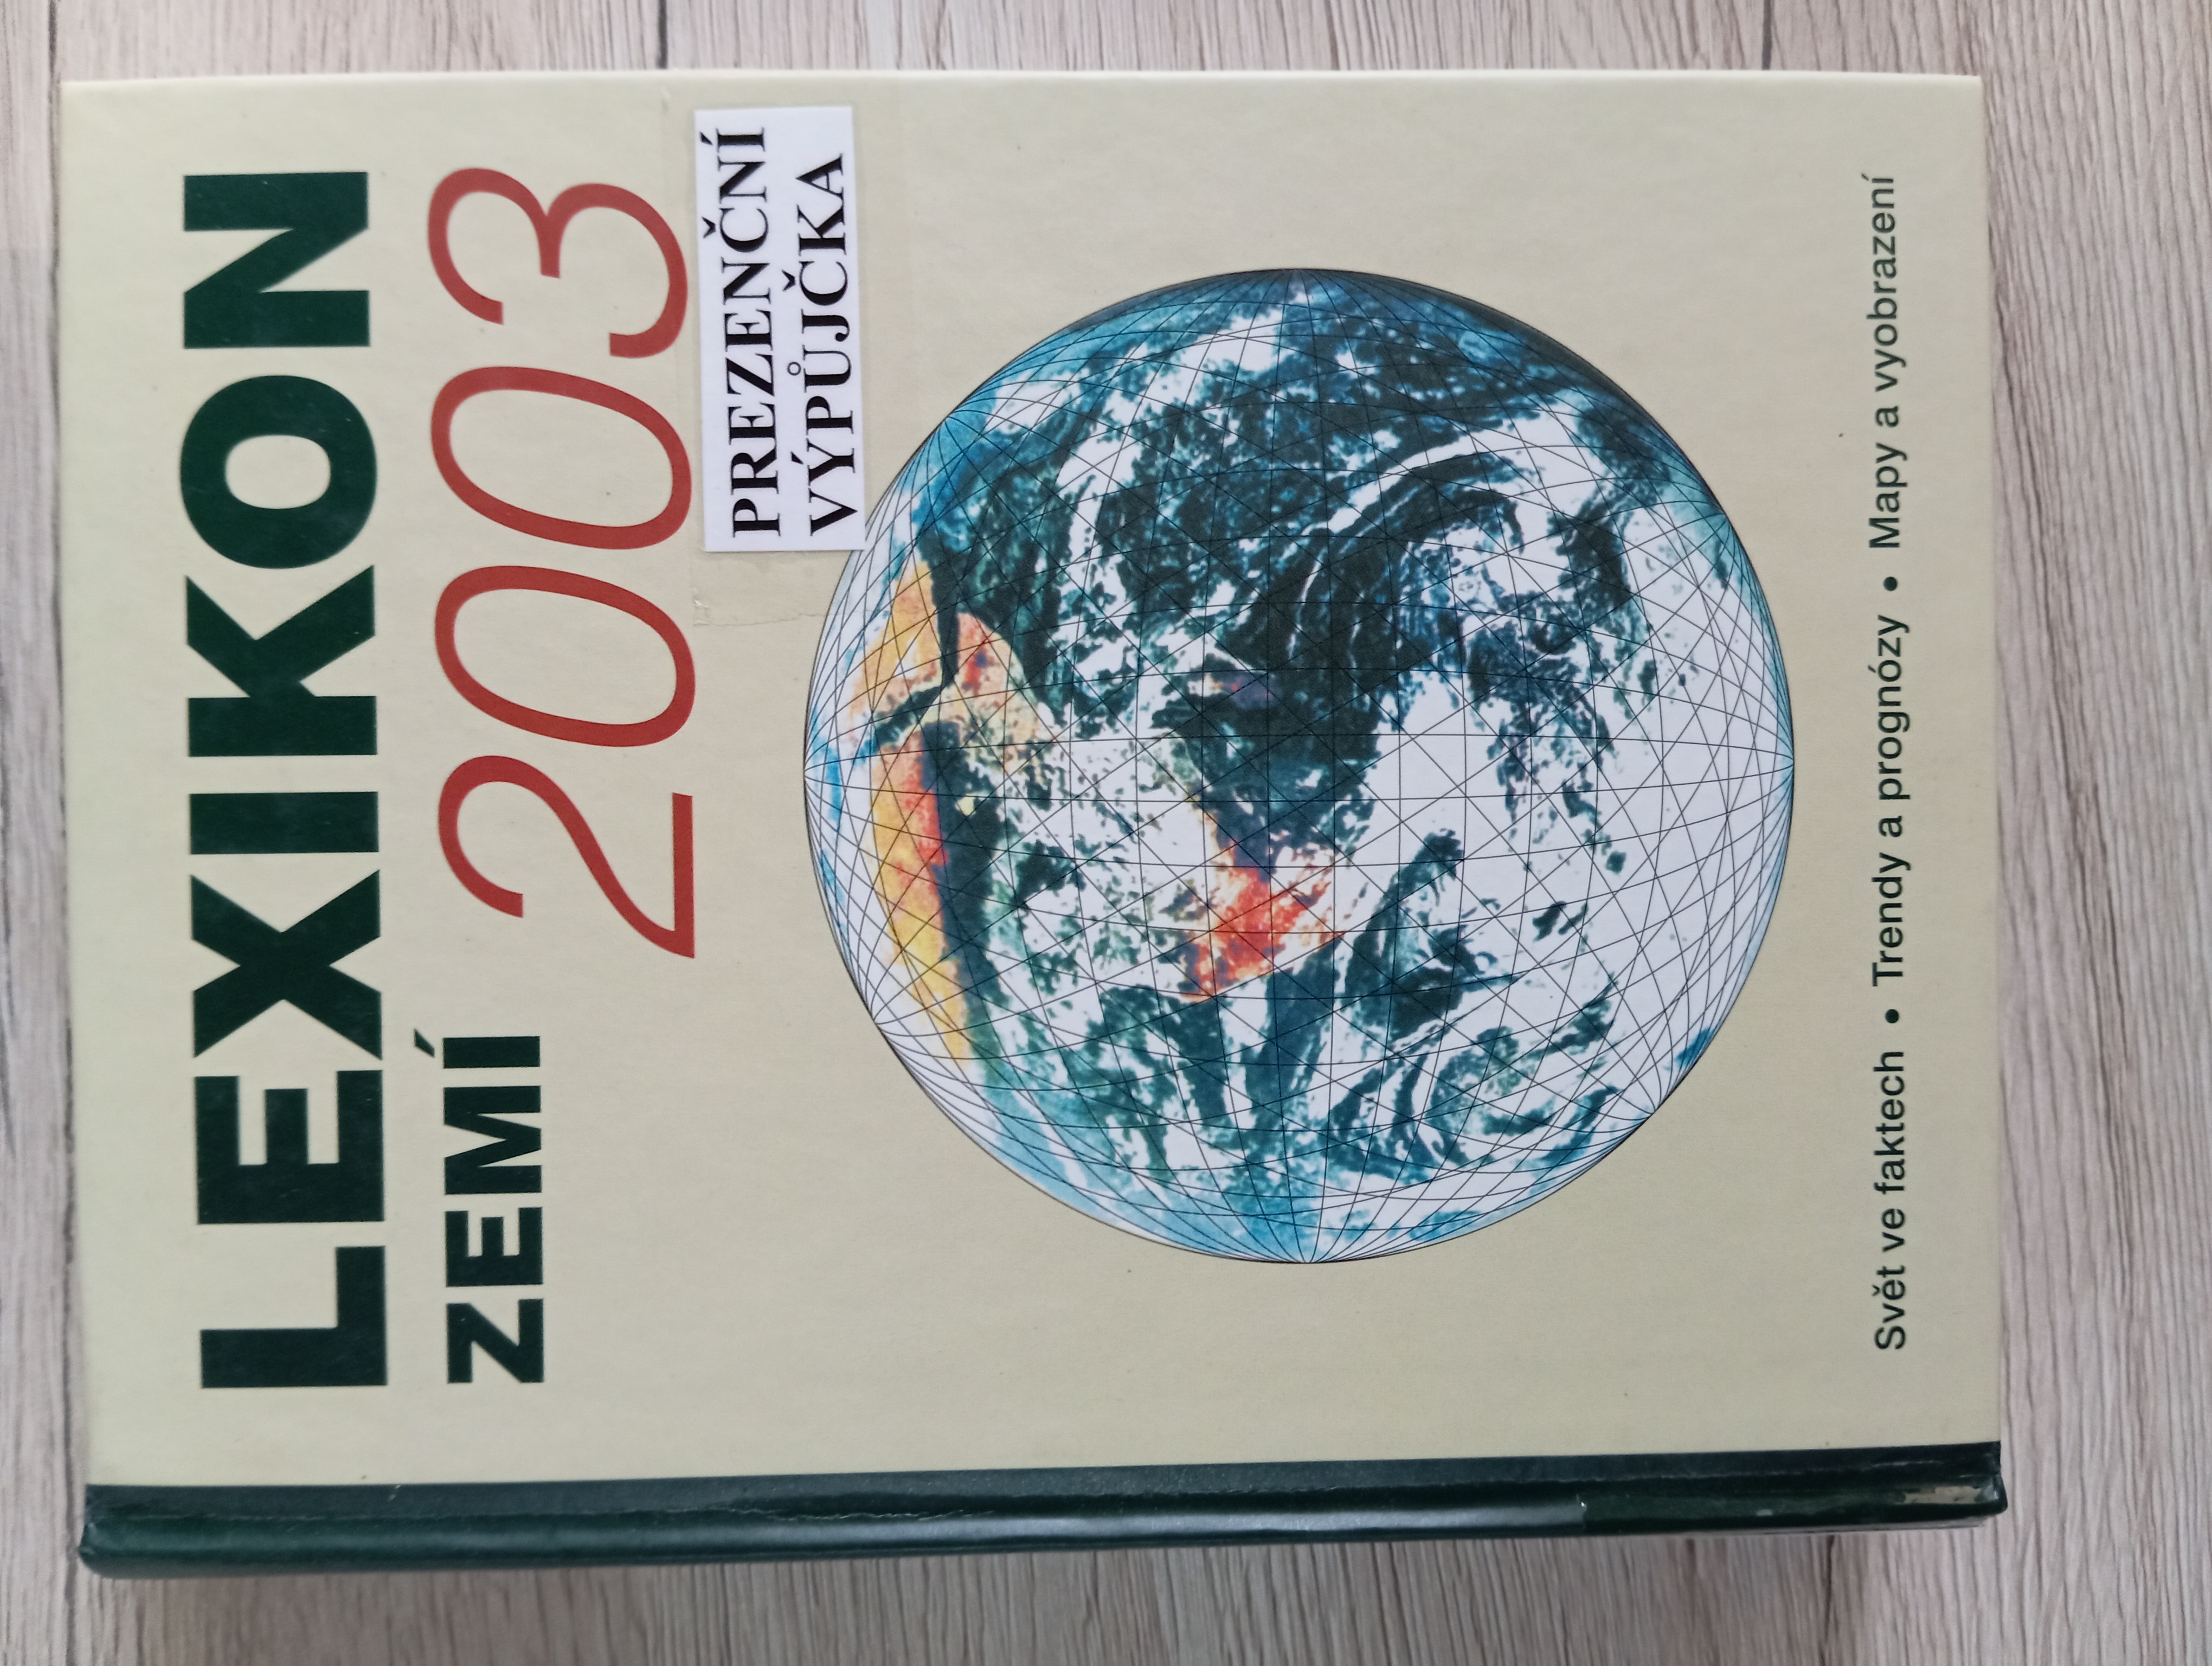 LEXIKON
ZEMÍ 2003
PREZENČNÍ
VÝPŮJČKA
Svět ve faktech • Trendy a prognózy • Mapy a vyobrazení